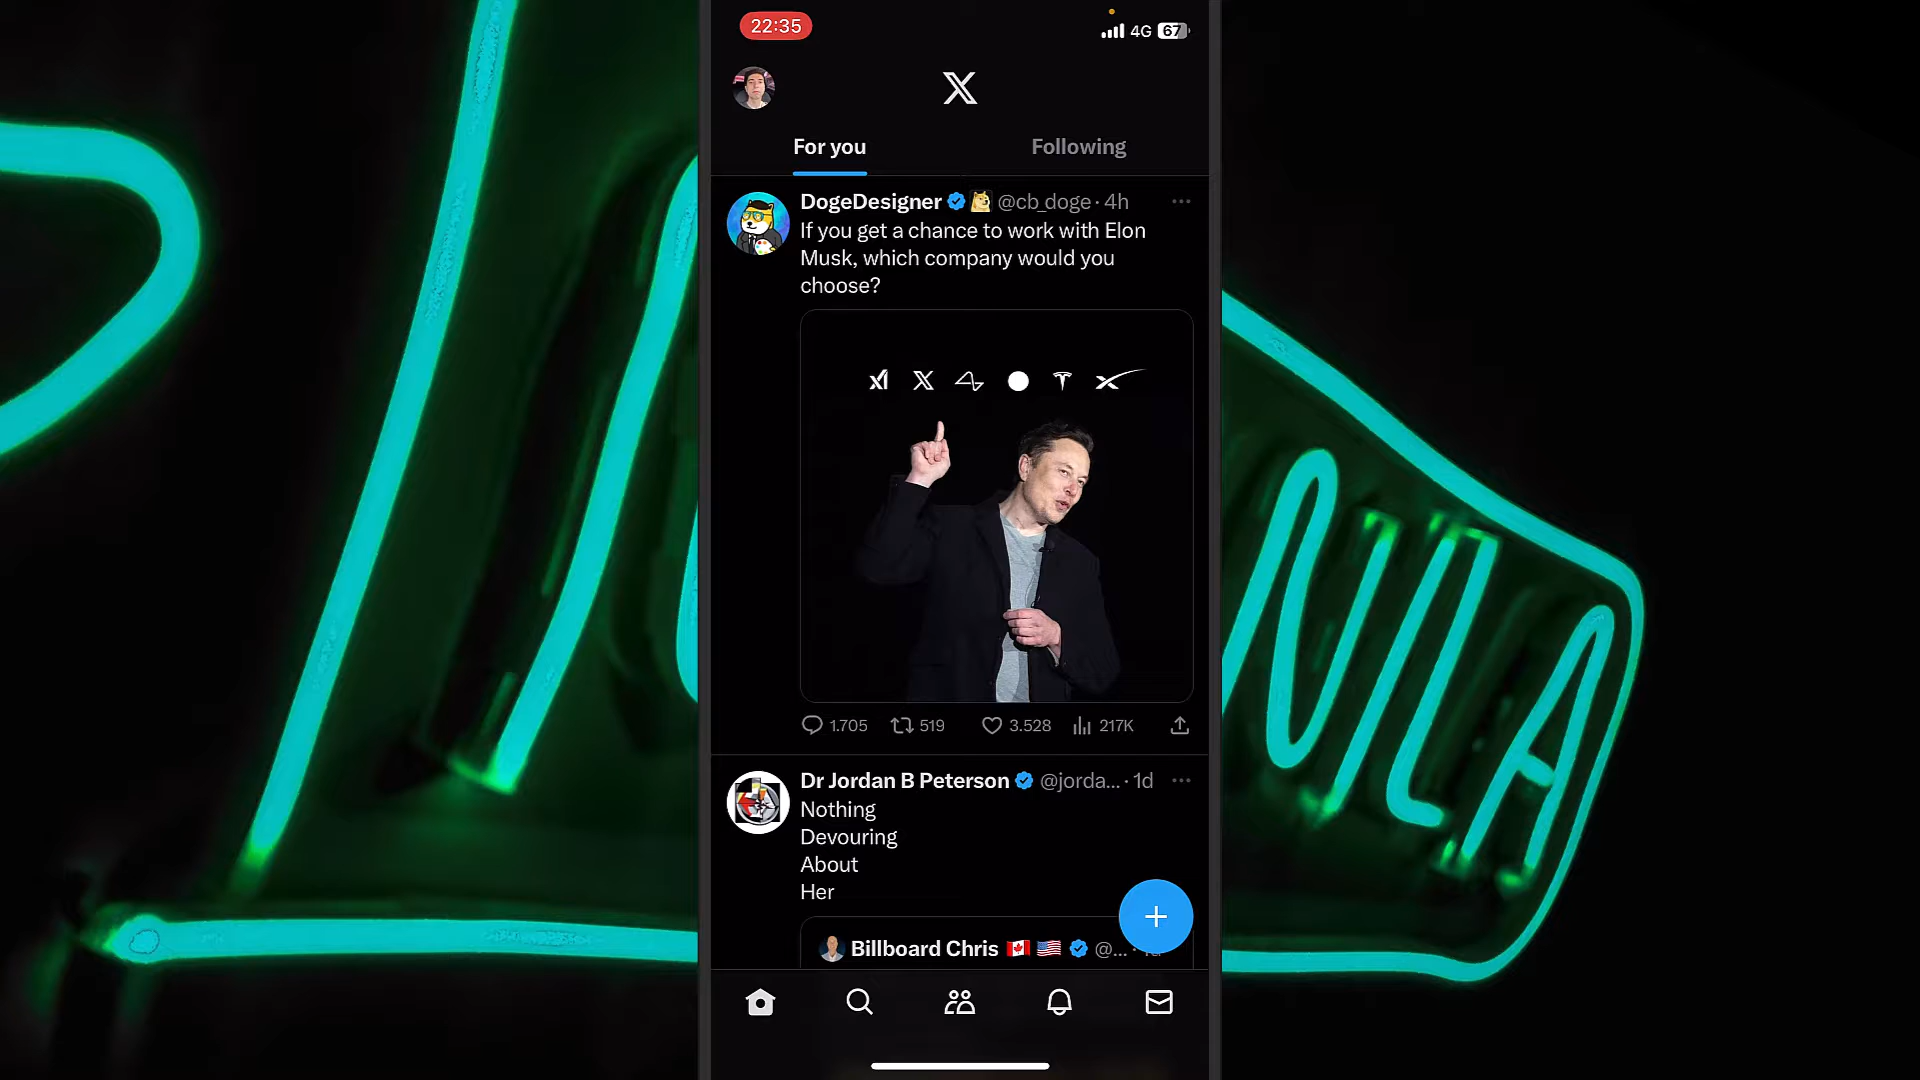 22:35
4G 67
For you Following
DogeDesigner @cb_doge · 4h
If you get a chance to work with Elon
Musk, which company would you
choose?
1.705 519 3.528 217K
Dr Jordan B Peterson @jorda... · 1d
Nothing
Devouring
About
Her
Billboard Chris @...